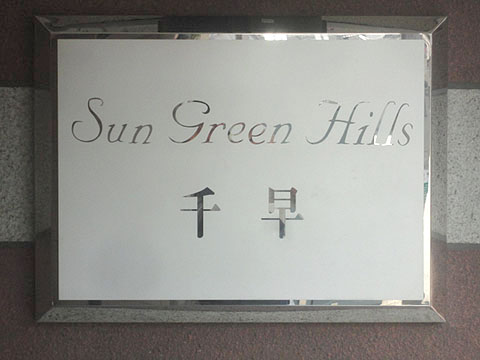 Sun Green Hills
千早